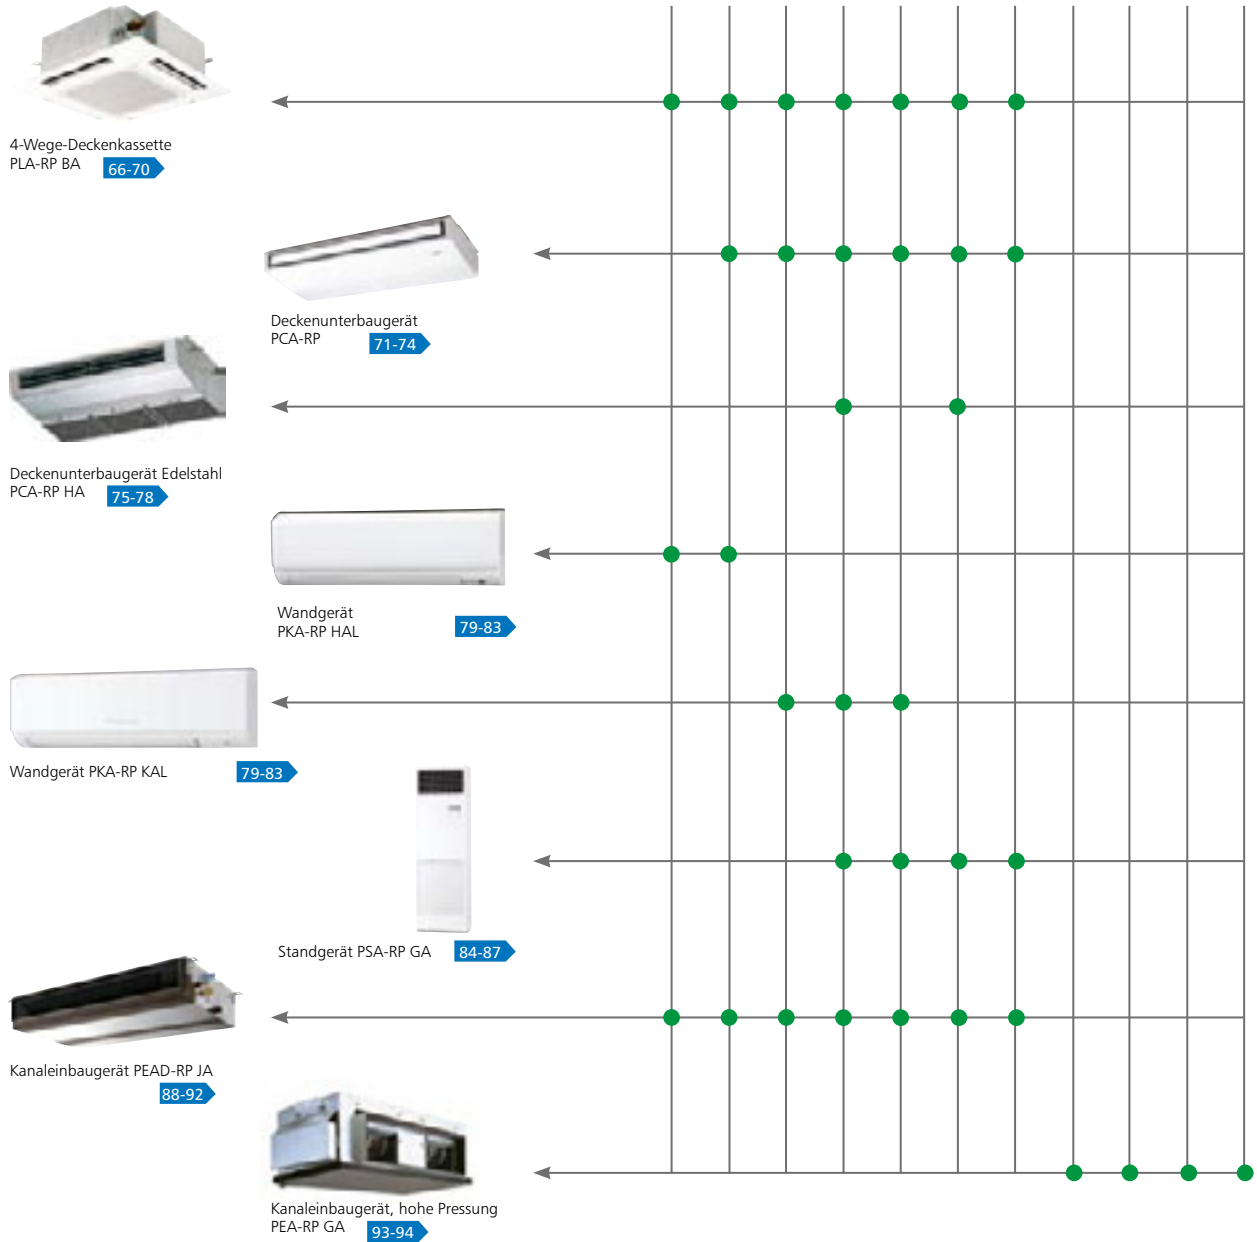 4-Wege-Deckenkassette
PLA-RP BA
66-70
Deckenunterbaugerät
PCA-RP
71-74
Deckenunterbaugerät Edelstahl
PCA-RP HA
75-78
Wandgerät
PKA-RP HAL
79-83
Wandgerät PKA-RP KAL
79-83
Standgerät PSA-RP GA
84-87
Kanaleinbaugerät PEAD-RP JA
88-92
Kanaleinbaugerät, hohe Pressung
PEA-RP GA
93-94